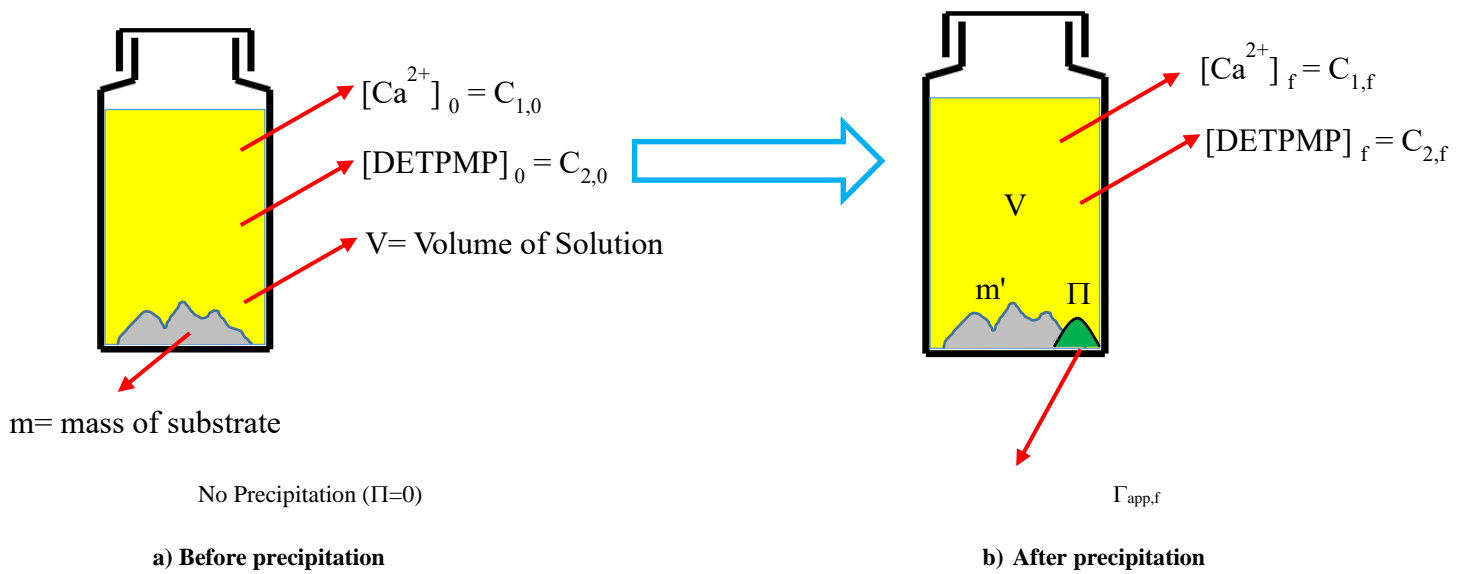 [Ca²⁺] ₀ = C₁,₀
[DETPMP] ₀ = C₂,₀
V= Volume of Solution
m= mass of substrate
No Precipitation (Π=0)
a) Before precipitation
[Ca²⁺] f = C₁,f
[DETPMP] f = C₂,f
V
m'
Π
Γapp,f
b) After precipitation